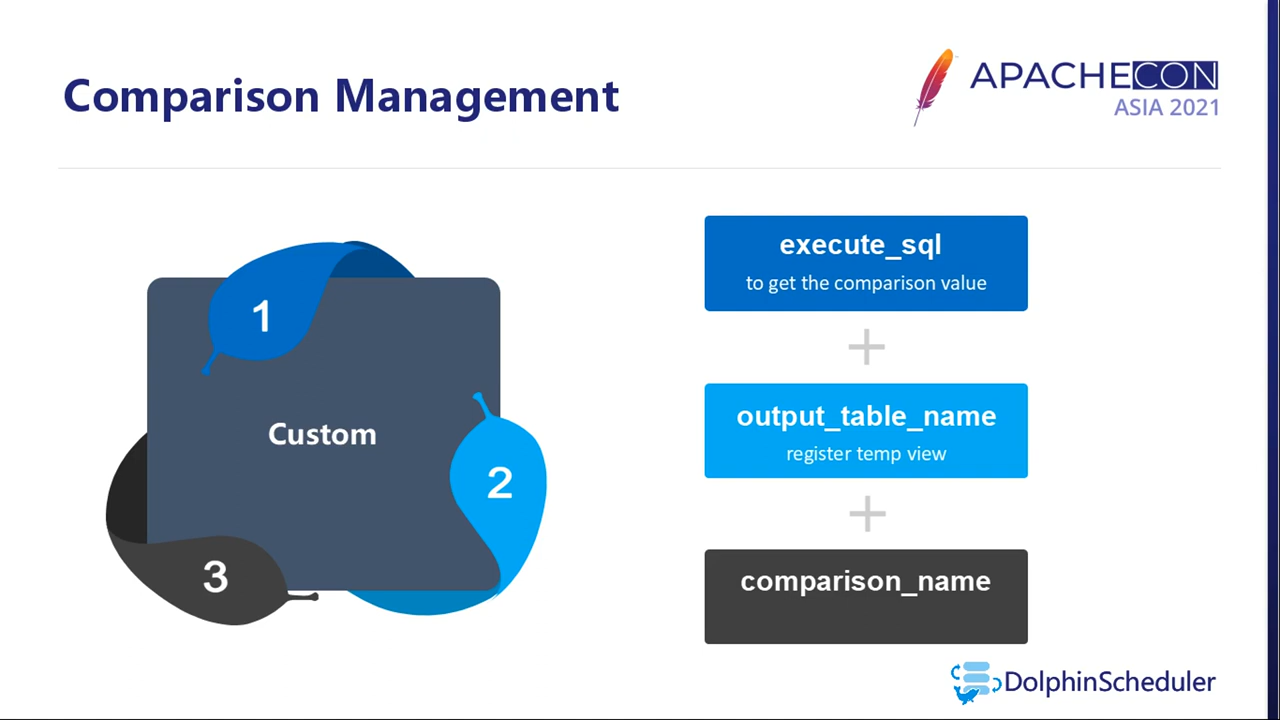 Comparison Management
APACHECON
ASIA 2021
1
Custom
2
3
execute_sql
to get the comparison value
+
output_table_name
register temp view
+
comparison_name
DolphinScheduler